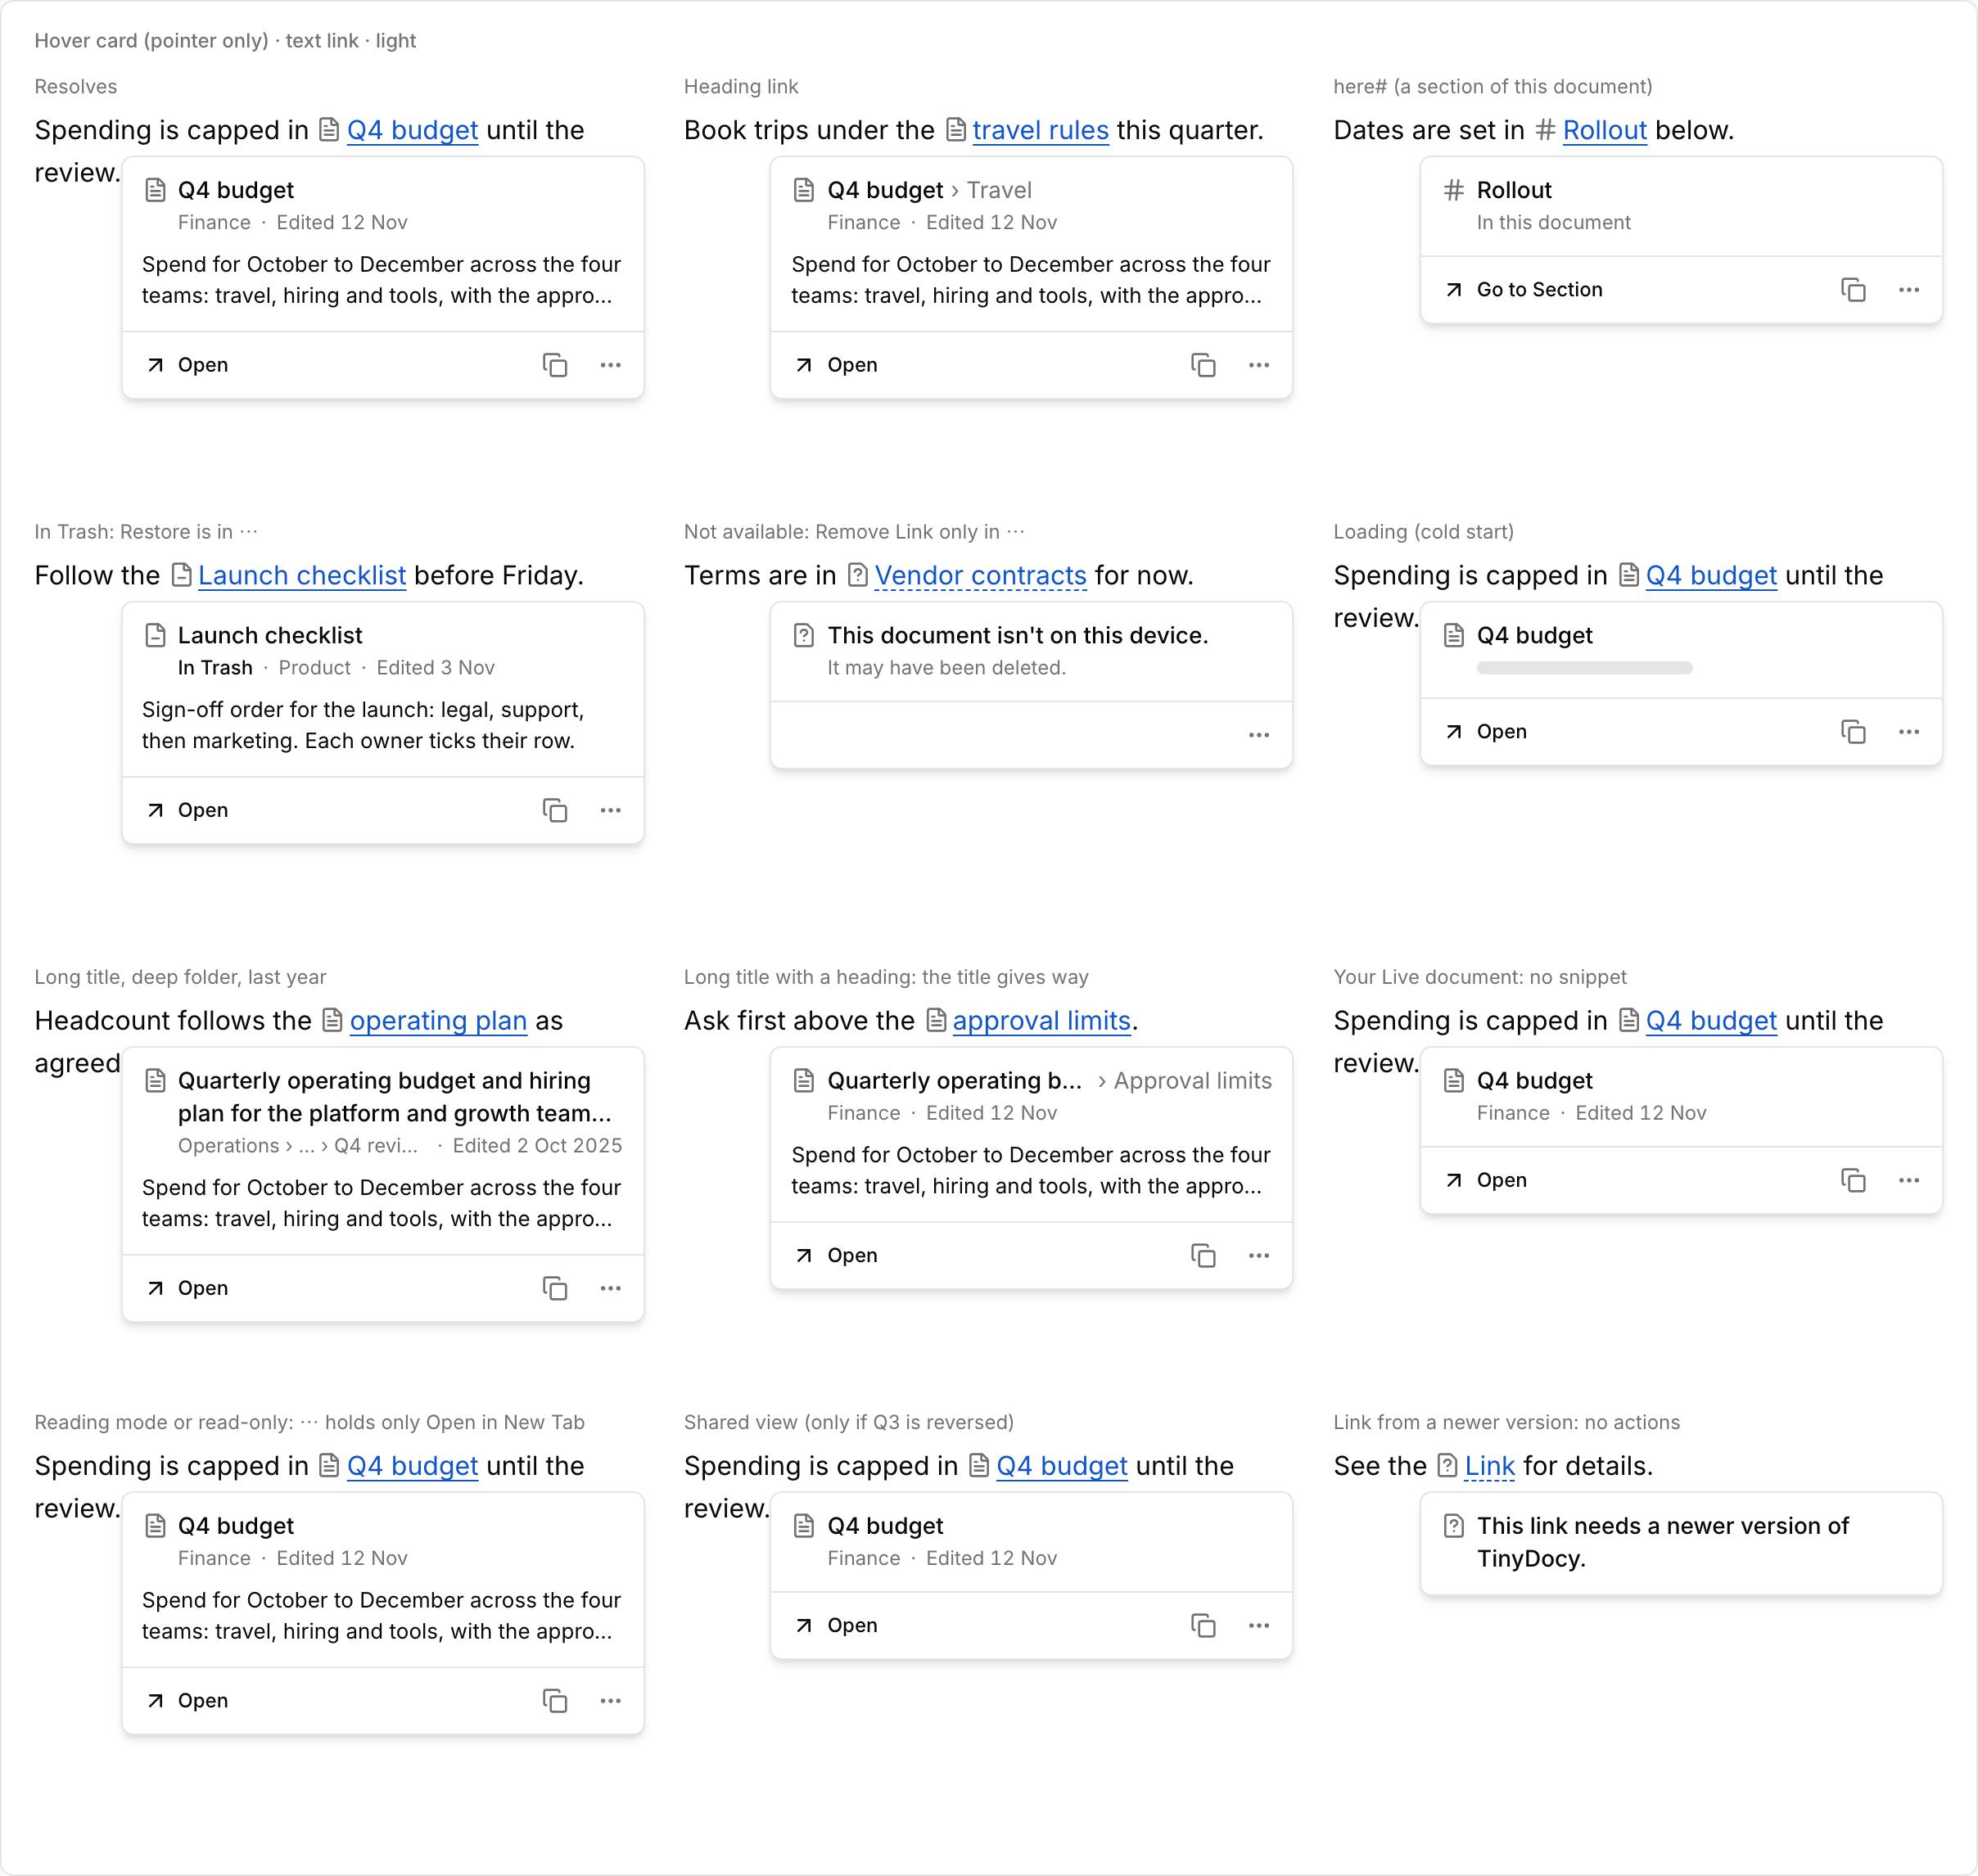 Hover card (pointer only) · text link · light
Resolves
Spending is capped in Q4 budget until the
review.
Q4 budget
Finance · Edited 12 Nov
Spend for October to December across the four
teams: travel, hiring and tools, with the appro...
Open
Heading link
Book trips under the travel rules this quarter.
Q4 budget › Travel
Finance · Edited 12 Nov
Spend for October to December across the four
teams: travel, hiring and tools, with the appro...
Open
here# (a section of this document)
Dates are set in # Rollout below.
# Rollout
In this document
Go to Section
In Trash: Restore is in ···
Follow the Launch checklist before Friday.
Launch checklist
In Trash · Product · Edited 3 Nov
Sign-off order for the launch: legal, support,
then marketing. Each owner ticks their row.
Open
Not available: Remove Link only in ···
Terms are in Vendor contracts for now.
This document isn't on this device.
It may have been deleted.
Loading (cold start)
Spending is capped in Q4 budget until the
review.
Q4 budget
Open
Long title, deep folder, last year
Headcount follows the operating plan as
agreed
Quarterly operating budget and hiring
plan for the platform and growth team...
Operations › ... › Q4 revi... · Edited 2 Oct 2025
Spend for October to December across the four
teams: travel, hiring and tools, with the appro...
Open
Long title with a heading: the title gives way
Ask first above the approval limits.
Quarterly operating b... › Approval limits
Finance · Edited 12 Nov
Spend for October to December across the four
teams: travel, hiring and tools, with the appro...
Open
Your Live document: no snippet
Spending is capped in Q4 budget until the
review.
Q4 budget
Finance · Edited 12 Nov
Open
Reading mode or read-only: ··· holds only Open in New Tab
Spending is capped in Q4 budget until the
review.
Q4 budget
Finance · Edited 12 Nov
Spend for October to December across the four
teams: travel, hiring and tools, with the appro...
Open
Shared view (only if Q3 is reversed)
Spending is capped in Q4 budget until the
review.
Q4 budget
Finance · Edited 12 Nov
Open
Link from a newer version: no actions
See the Link for details.
This link needs a newer version of
TinyDocy.